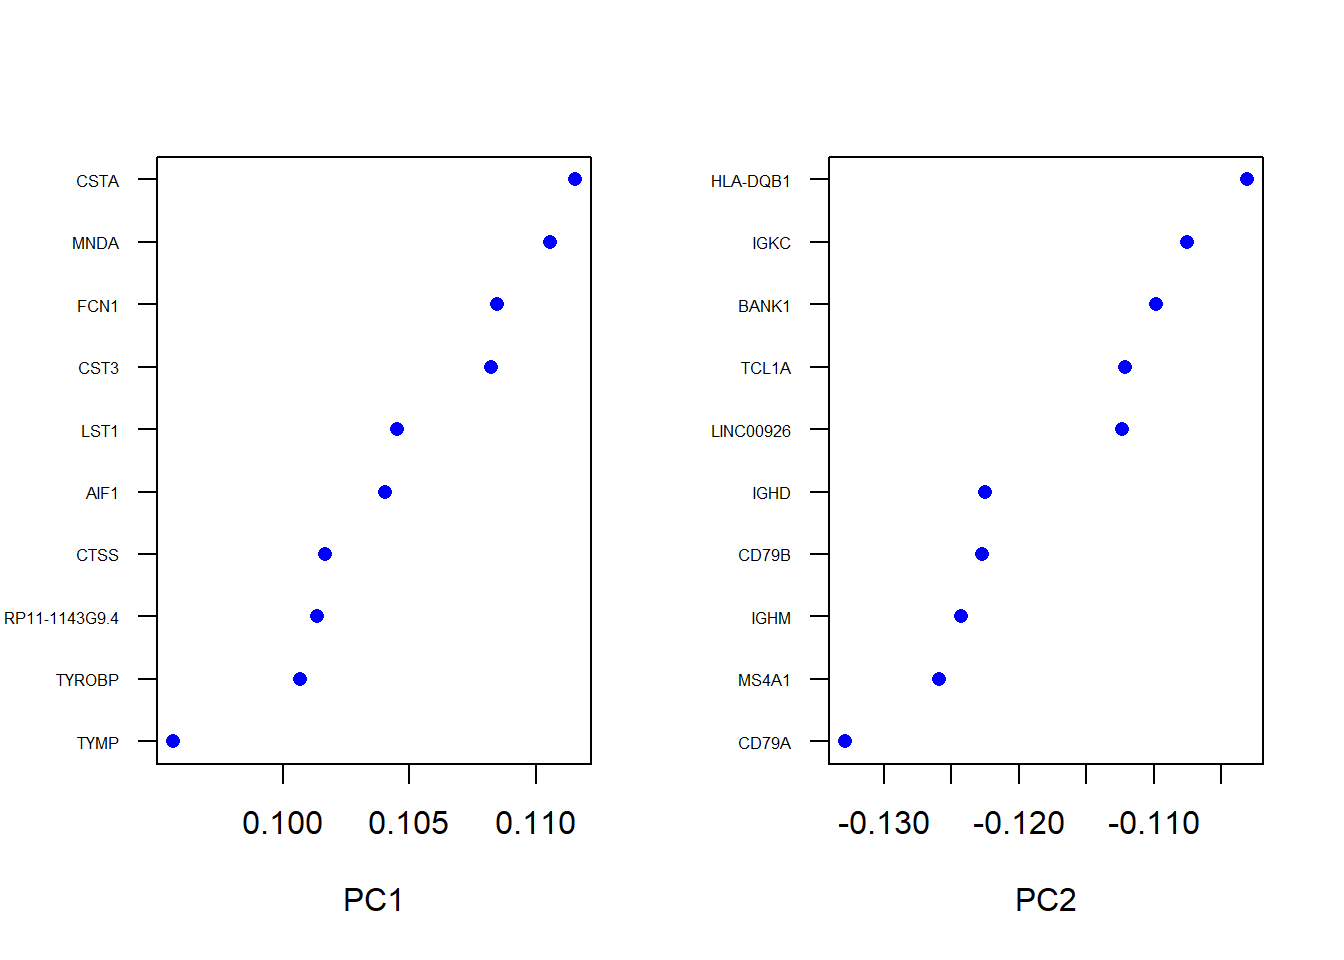 CSTA
MNDA
FCN1
CST3
LST1
AIF1
CTSS
RP11-1143G9.4
TYROBP
TYMP
0.100 0.105 0.110
PC1
HLA-DQB1
IGKC
BANK1
TCL1A
LINC00926
IGHD
CD79B
IGHM
MS4A1
CD79A
-0.130 -0.120 -0.110
PC2